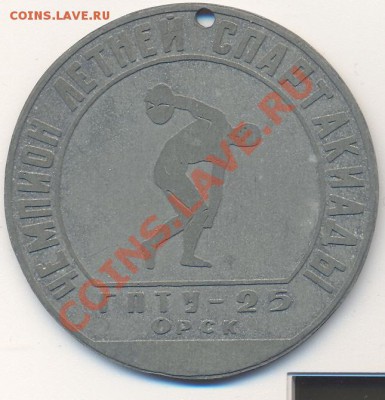 COINS.LAVE.RU
ЧЕМПИОН ЛЕТНЕЙ СПАРТАКИАДЫ
ГПТУ-25
ОРСК
COINS.LAVE.RU